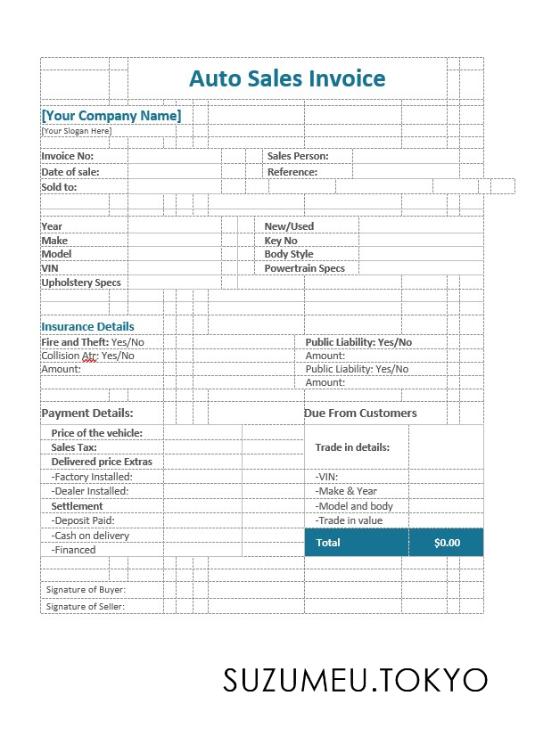 Auto Sales Invoice
[Your Company Name]
[Your Slogan Here]
Invoice No: Sales Person:
Date of sale: Reference:
Sold to:
Year New/Used
Make Key No
Model Body Style
VIN Powertrain Specs
Upholstery Specs
Insurance Details
Fire and Theft: Yes/No Public Liability: Yes/No
Collision Atr: Yes/No Amount:
Amount: Public Liability: Yes/No
Amount:
Payment Details: Due From Customers
Price of the vehicle:
Sales Tax: Trade in details:
Delivered price Extras
-Factory Installed: -VIN:
-Dealer Installed: -Make & Year
Settlement -Model and body
-Deposit Paid: -Trade in value
-Cash on delivery
Total $0.00
-Financed
Signature of Buyer:
Signature of Seller:
SUZUMEU.TOKYO